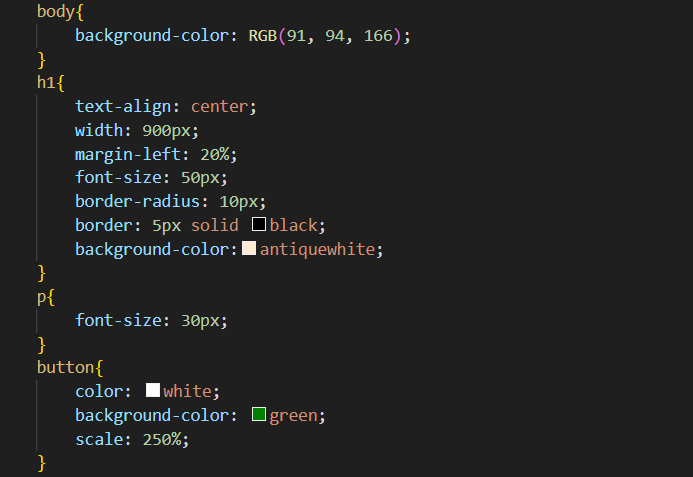 body{
    background-color: RGB(91, 94, 166);
}
h1{
    text-align: center;
    width: 900px;
    margin-left: 20%;
    font-size: 50px;
    border-radius: 10px;
    border: 5px solid black;
    background-color:antiquewhite;
}
p{
    font-size: 30px;
}
button{
    color: white;
    background-color: green;
    scale: 250%;
}